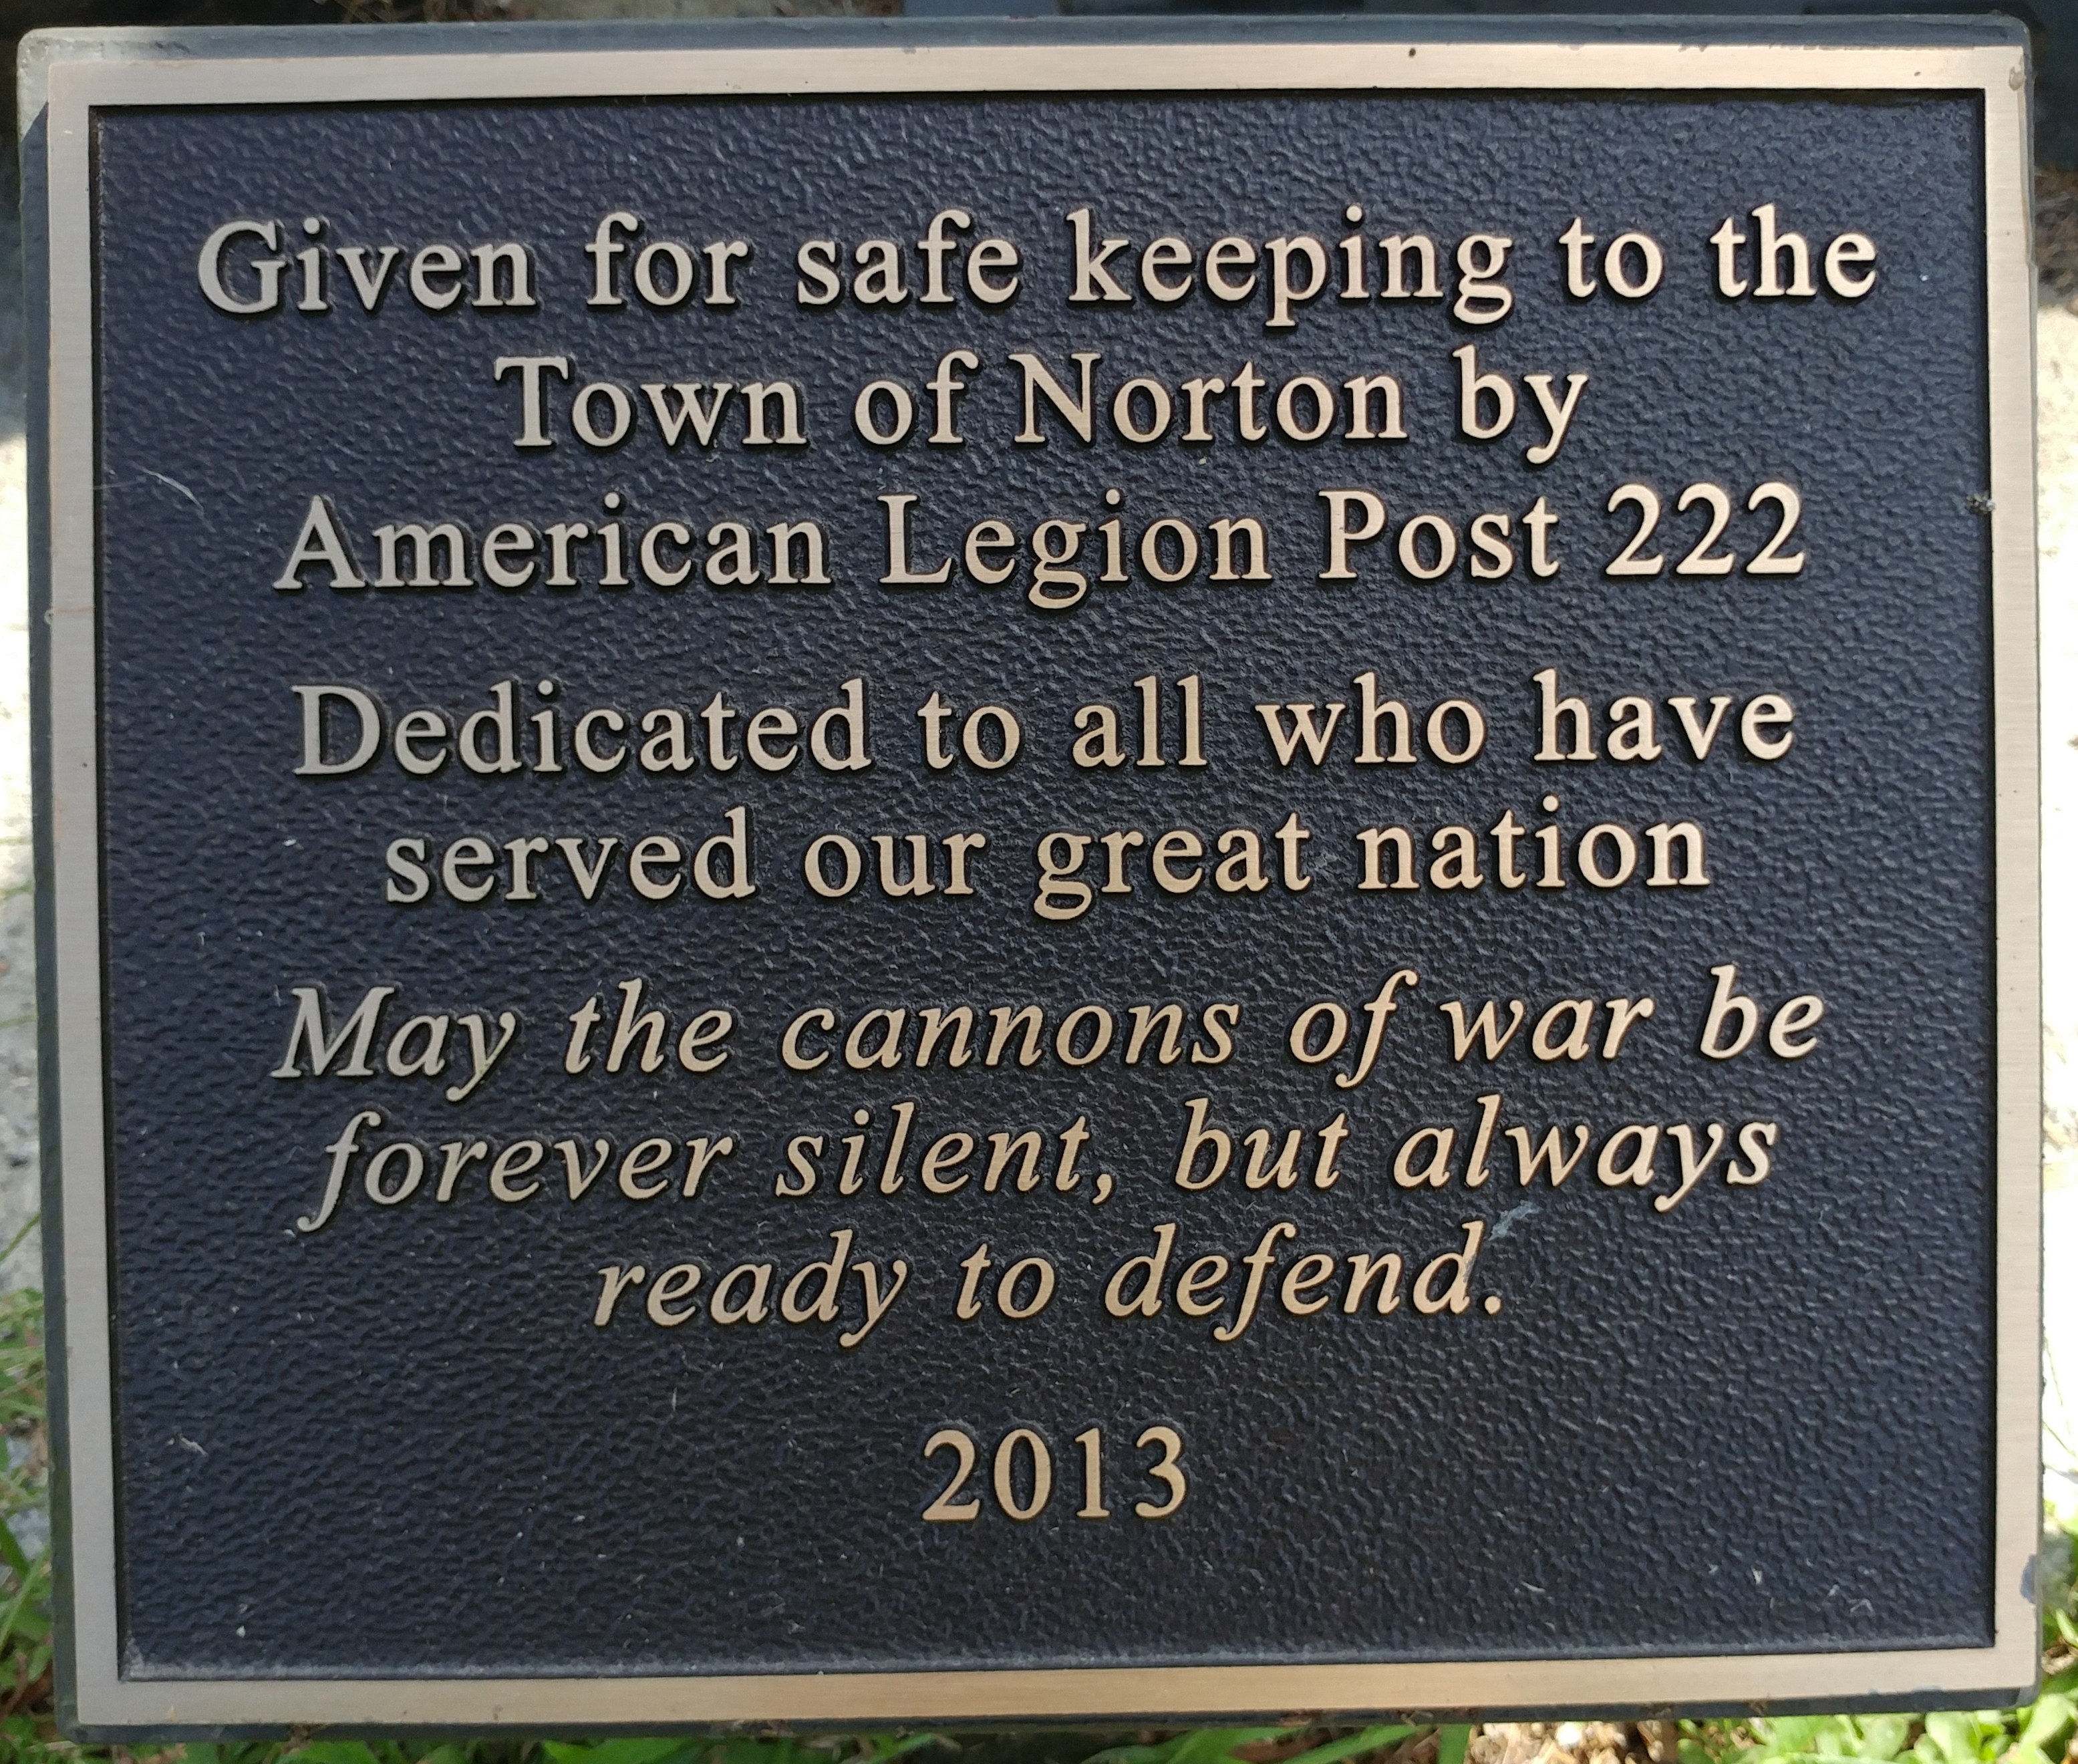 Given for safe keeping to the
Town of Norton by
American Legion Post 222
Dedicated to all who have
served our great nation
May the cannons of war be
forever silent, but always
ready to defend.
2013